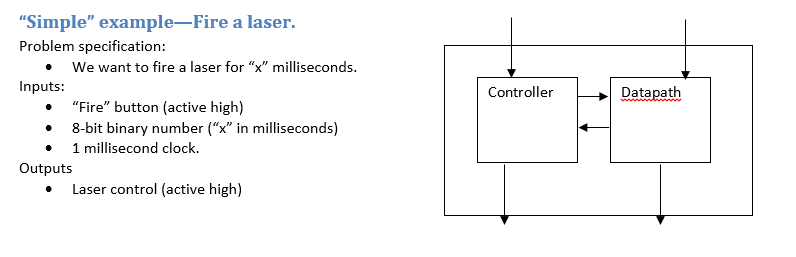 “Simple” example—Fire a laser.
Problem specification:
• We want to fire a laser for “x” milliseconds.
Inputs:
• “Fire” button (active high)
• 8-bit binary number (“x” in milliseconds)
• 1 millisecond clock.
Outputs
• Laser control (active high)
Controller
Datapath